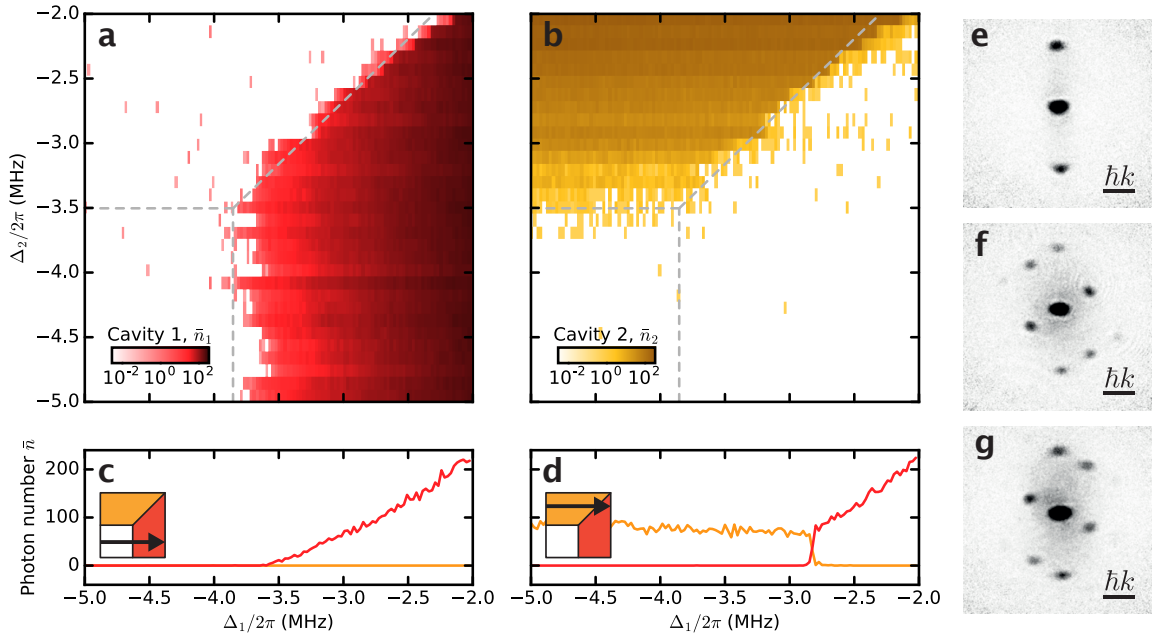 a
−2.0
−2.5
−3.0
−3.5
−4.0
−4.5
−5.0
Δ₂/2π (MHz)
Cavity 1, n̄₁
10⁻² 10⁰ 10²
b
Cavity 2, n̄₂
10⁻² 10⁰ 10²
c
Photon number n̄
200
100
0
−5.0 −4.5 −4.0 −3.5 −3.0 −2.5 −2.0
Δ₁/2π (MHz)
d
−5.0 −4.5 −4.0 −3.5 −3.0 −2.5 −2.0
Δ₁/2π (MHz)
e
ħk
f
ħk
g
ħk